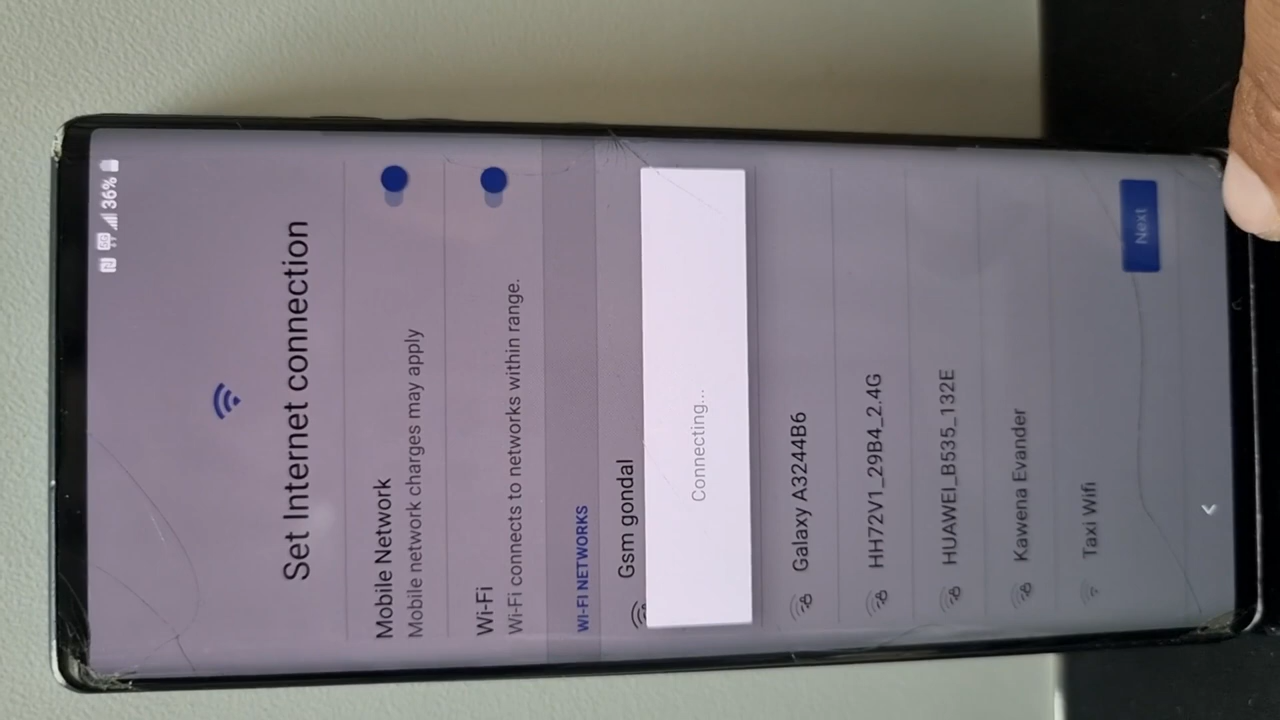 5G 36%
Set Internet connection
Mobile Network
Mobile network charges may apply
Wi-Fi
Wi-Fi connects to networks within range.
WI-FI NETWORKS
Gsm gondal
Connecting...
Galaxy A3244B6
HH72V1_29B4_2.4G
HUAWEI_B535_132E
Kawena Evander
Taxi Wifi
Next